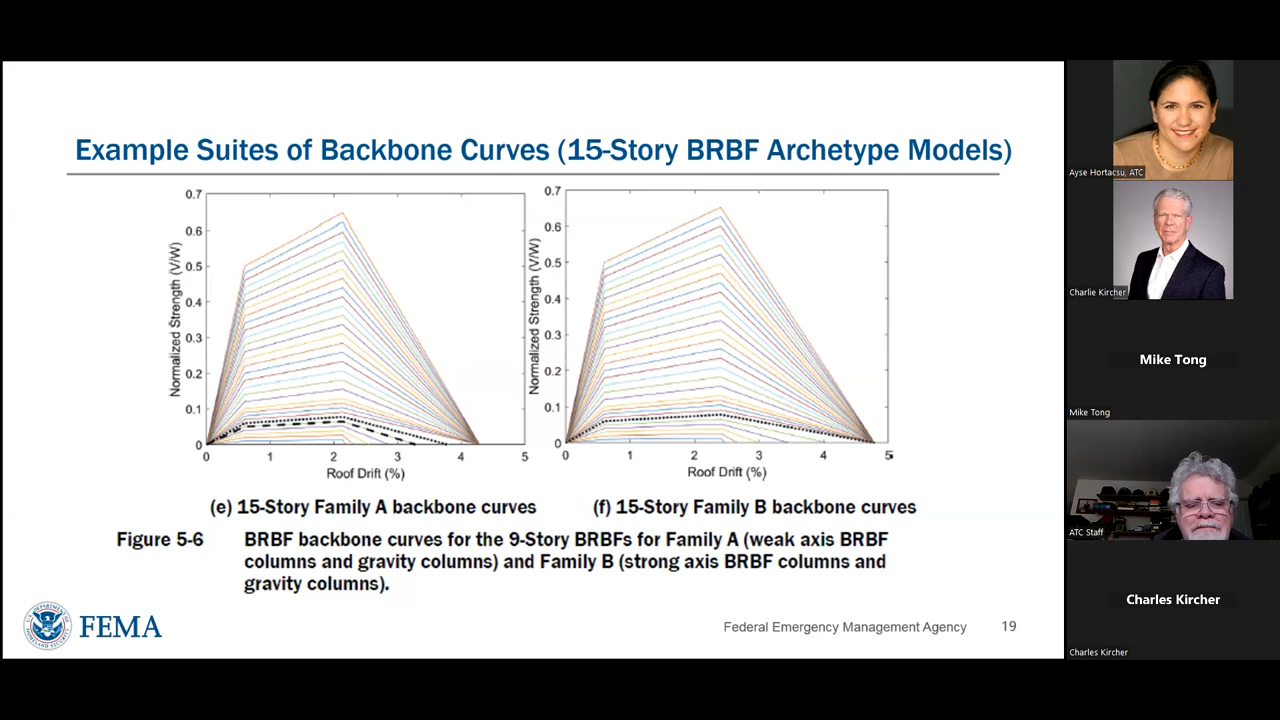 Example Suites of Backbone Curves (15-Story BRBF Archetype Models)
Normalized Strength (V/W)
0.7
0.6
0.5
0.4
0.3
0.2
0.1
0
0 1 2 3 4 5
Roof Drift (%)
(e) 15-Story Family A backbone curves
Normalized Strength (V/W)
0.7
0.6
0.5
0.4
0.3
0.2
0.1
0
0 1 2 3 4 5
Roof Drift (%)
(f) 15-Story Family B backbone curves
Figure 5-6 BRBF backbone curves for the 9-Story BRBFs for Family A (weak axis BRBF
columns and gravity columns) and Family B (strong axis BRBF columns and
gravity columns).
FEMA
Federal Emergency Management Agency 19
Ayse Hortacsu, ATC
Charlie Kircher
Mike Tong
Mike Tong
ATC Staff
Charles Kircher
Charles Kircher